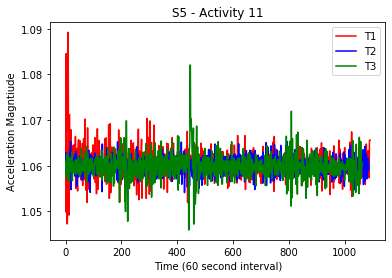 S5 - Activity 11
T1
T2
T3
Acceleration Magntiude
1.09
1.08
1.07
1.06
1.05
0 200 400 600 800 1000
Time (60 second interval)